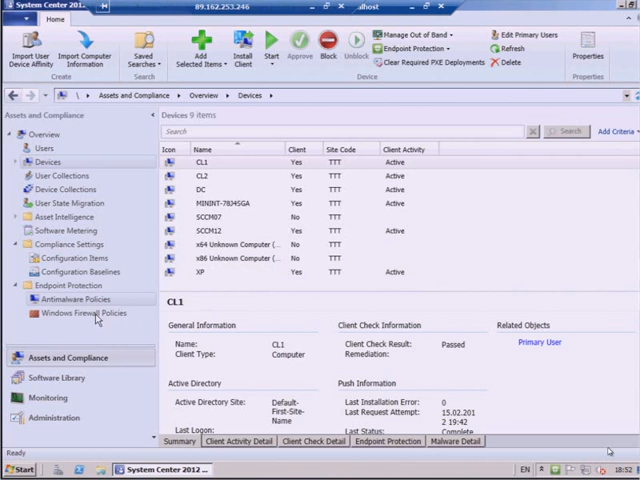 System Center 2012...
89.162.253.246
alhost
Home
Import User Device Affinity
Import Computer Information
Create
Saved Searches
Search
Add Selected Items
Install Client
Start
Approve
Block
Unblock
Manage Out of Band
Endpoint Protection
Clear Required PXE Deployments
Edit Primary Users
Refresh
Delete
Device
Properties
Properties
\ Assets and Compliance Overview Devices
Assets and Compliance
Overview
Users
Devices
User Collections
Device Collections
User State Migration
Asset Intelligence
Software Metering
Compliance Settings
Configuration Items
Configuration Baselines
Endpoint Protection
Antimalware Policies
Windows Firewall Policies
Assets and Compliance
Software Library
Monitoring
Administration
Devices 9 items
Search
Search
Add Criteria
Icon Name Client Site Code Client Activity
CL1 Yes TTT Active
CL2 Yes TTT Active
DC Yes TTT Active
MININT-78J4SGA Yes TTT Active
SCCM07 No TTT
SCCM12 Yes TTT Active
x64 Unknown Computer (... No TTT
x86 Unknown Computer (... No TTT
XP Yes TTT Active
CL1
General Information
Name: CL1
Client Type: Computer
Client Check Information
Client Check Result: Passed
Remediation:
Related Objects
Primary User
Active Directory
Active Directory Site: Default-First-Site-Name
Last Logon:
Push Information
Last Installation Error: 0
Last Request Attempt: 15.02.2012 19:42
Last Status: Complete
Summary
Client Activity Detail
Client Check Detail
Endpoint Protection
Malware Detail
Ready
Start
System Center 2012 ...
EN
18:52